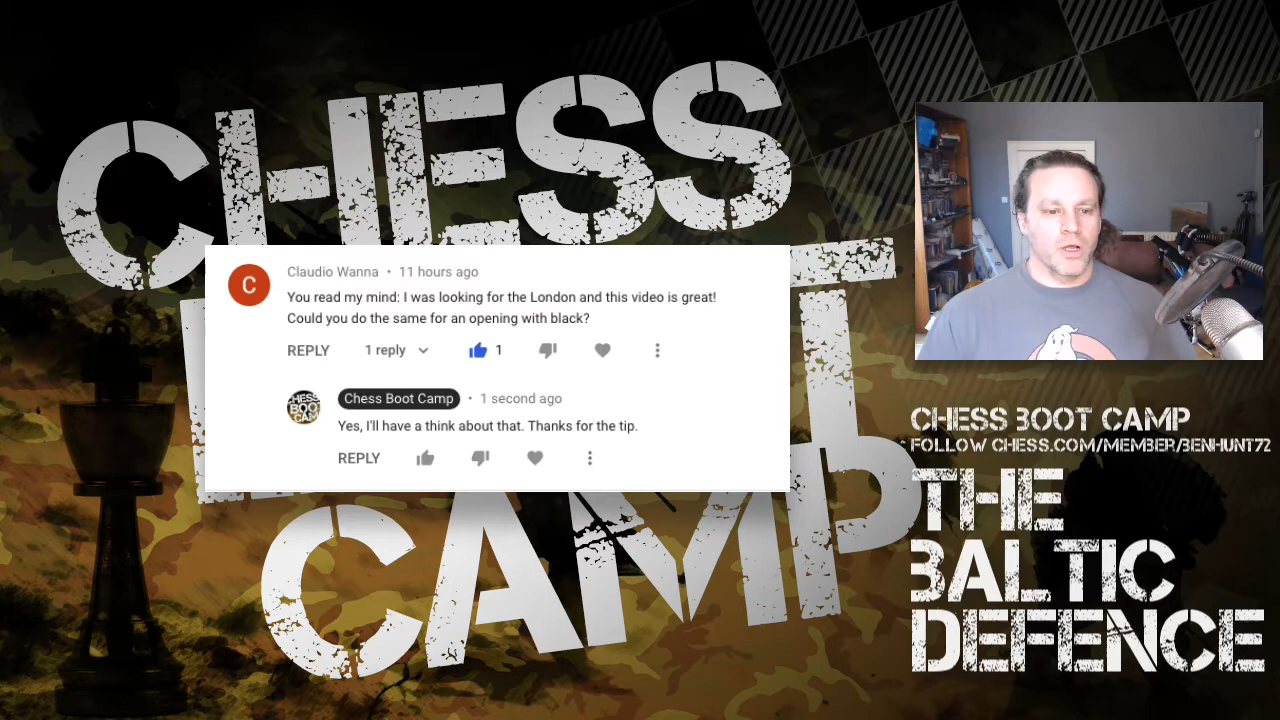 CHESS
CAMP
C
Claudio Wanna • 11 hours ago
You read my mind: I was looking for the London and this video is great!
Could you do the same for an opening with black?
REPLY 1 reply 1
CHESS
BOO
CAM
Chess Boot Camp • 1 second ago
Yes, I'll have a think about that. Thanks for the tip.
REPLY
CHESS BOOT CAMP
FOLLOW CHESS.COM/MEMBER/BENHUNT72
THE
BALTIC
DEFENCE